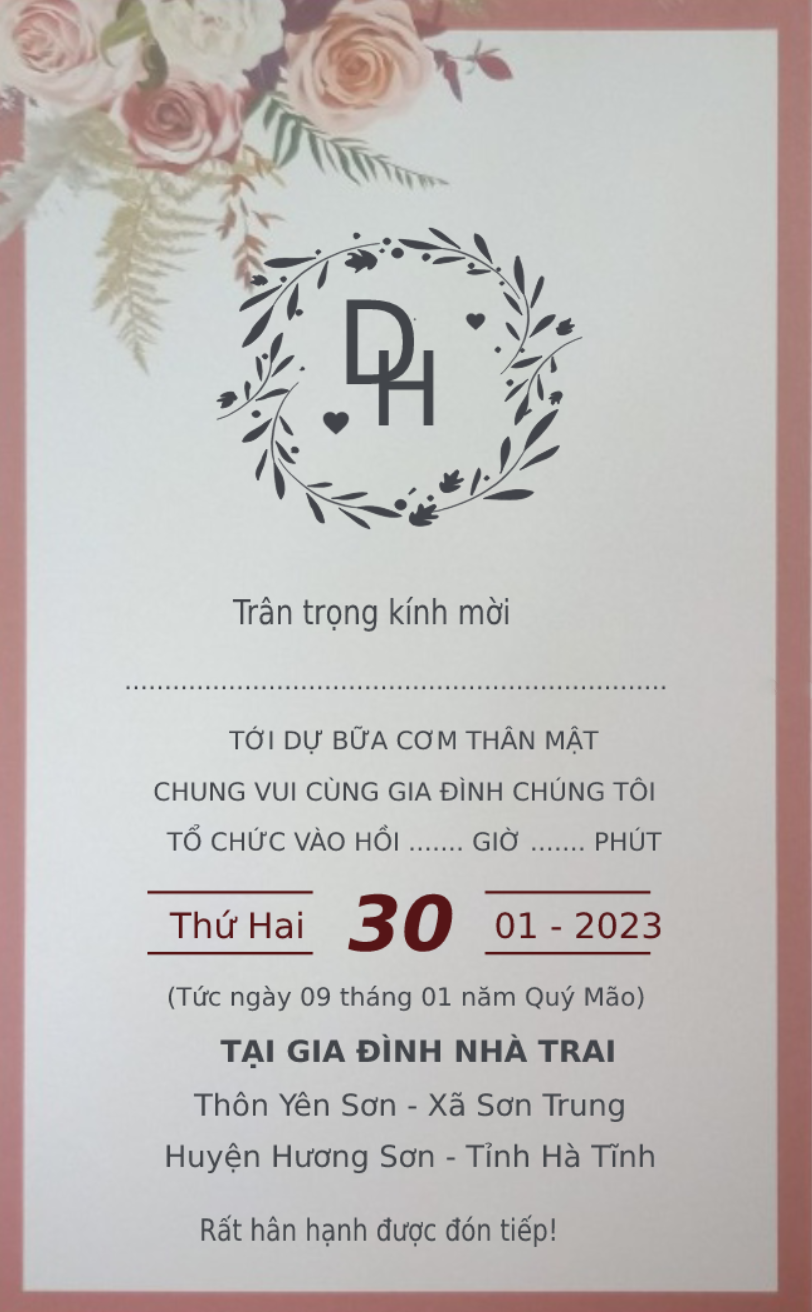 DH
Trân trọng kính mời
....................................................................
TỚI DỰ BỮA CƠM THÂN MẬT
CHUNG VUI CÙNG GIA ĐÌNH CHÚNG TÔI
TỔ CHỨC VÀO HỒI ....... GIỜ ....... PHÚT
Thứ Hai 30 01 - 2023
(Tức ngày 09 tháng 01 năm Quý Mão)
TẠI GIA ĐÌNH NHÀ TRAI
Thôn Yên Sơn - Xã Sơn Trung
Huyện Hương Sơn - Tỉnh Hà Tĩnh
Rất hân hạnh được đón tiếp!